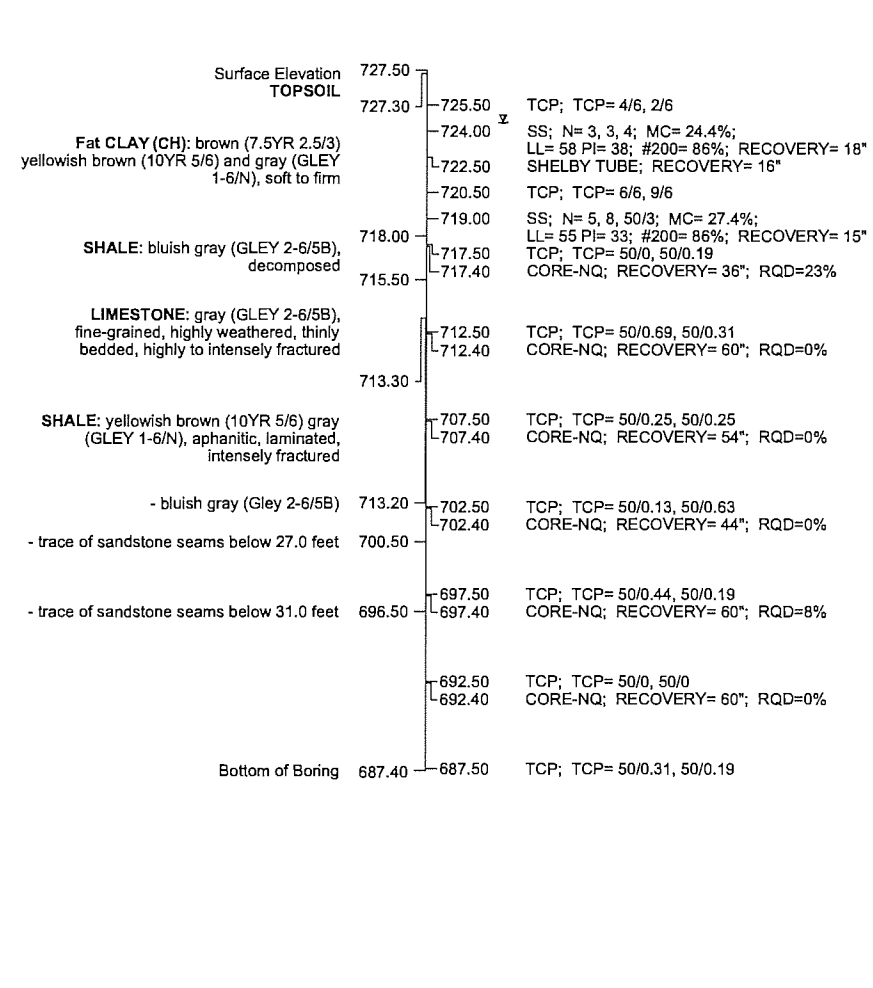 Surface Elevation 727.50
TOPSOIL
727.30 725.50 TCP; TCP= 4/6, 2/6
724.00 SS; N= 3, 3, 4; MC= 24.4%;
Fat CLAY (CH): brown (7.5YR 2.5/3)
LL= 58 PI= 38; #200= 86%; RECOVERY= 18"
yellowish brown (10YR 5/6) and gray (GLEY
722.50 SHELBY TUBE; RECOVERY= 16"
1-6/N), soft to firm
720.50 TCP; TCP= 6/6, 9/6
719.00 SS; N= 5, 8, 50/3; MC= 27.4%;
718.00 LL= 55 PI= 33; #200= 86%; RECOVERY= 15"
SHALE: bluish gray (GLEY 2-6/5B),
717.50 TCP; TCP= 50/0, 50/0.19
decomposed
717.40 CORE-NQ; RECOVERY= 36"; RQD=23%
715.50
LIMESTONE: gray (GLEY 2-6/5B),
fine-grained, highly weathered, thinly
712.50 TCP; TCP= 50/0.69, 50/0.31
bedded, highly to intensely fractured
712.40 CORE-NQ; RECOVERY= 60"; RQD=0%
713.30
SHALE: yellowish brown (10YR 5/6) gray
707.50 TCP; TCP= 50/0.25, 50/0.25
(GLEY 1-6/N), aphanitic, laminated,
707.40 CORE-NQ; RECOVERY= 54"; RQD=0%
intensely fractured
- bluish gray (Gley 2-6/5B) 713.20
702.50 TCP; TCP= 50/0.13, 50/0.63
702.40 CORE-NQ; RECOVERY= 44"; RQD=0%
- trace of sandstone seams below 27.0 feet 700.50
697.50 TCP; TCP= 50/0.44, 50/0.19
- trace of sandstone seams below 31.0 feet 696.50 697.40 CORE-NQ; RECOVERY= 60"; RQD=8%
692.50 TCP; TCP= 50/0, 50/0
692.40 CORE-NQ; RECOVERY= 60"; RQD=0%
Bottom of Boring 687.40 687.50 TCP; TCP= 50/0.31, 50/0.19